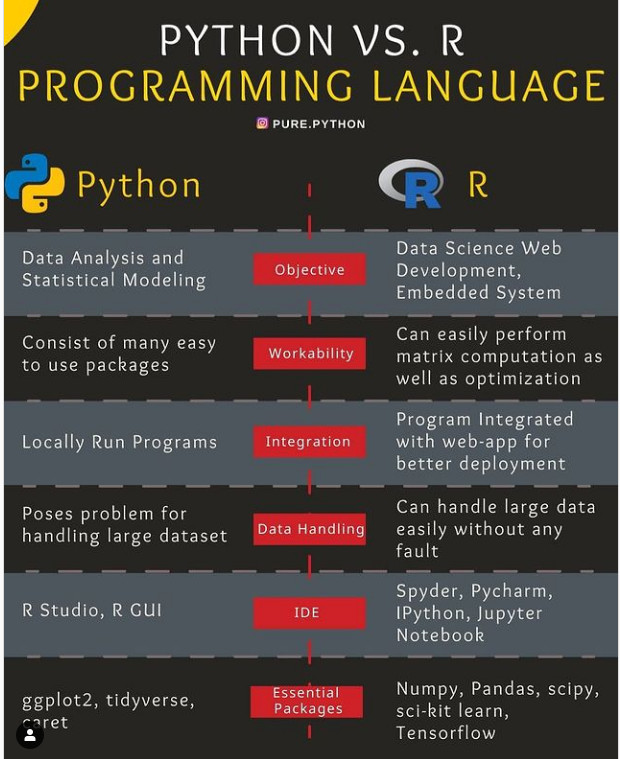 PYTHON VS. R
PROGRAMMING LANGUAGE
PURE.PYTHON
Python
R
Data Analysis and
Statistical Modeling
Objective
Data Science Web
Development,
Embedded System
Consist of many easy
to use packages
Workability
Can easily perform
matrix computation as
well as optimization
Locally Run Programs
Integration
Program Integrated
with web-app for
better deployment
Poses problem for
handling large dataset
Data Handling
Can handle large data
easily without any
fault
R Studio, R GUI
IDE
Spyder, Pycharm,
IPython, Jupyter
Notebook
ggplot2, tidyverse,
caret
Essential
Packages
Numpy, Pandas, scipy,
sci-kit learn,
Tensorflow